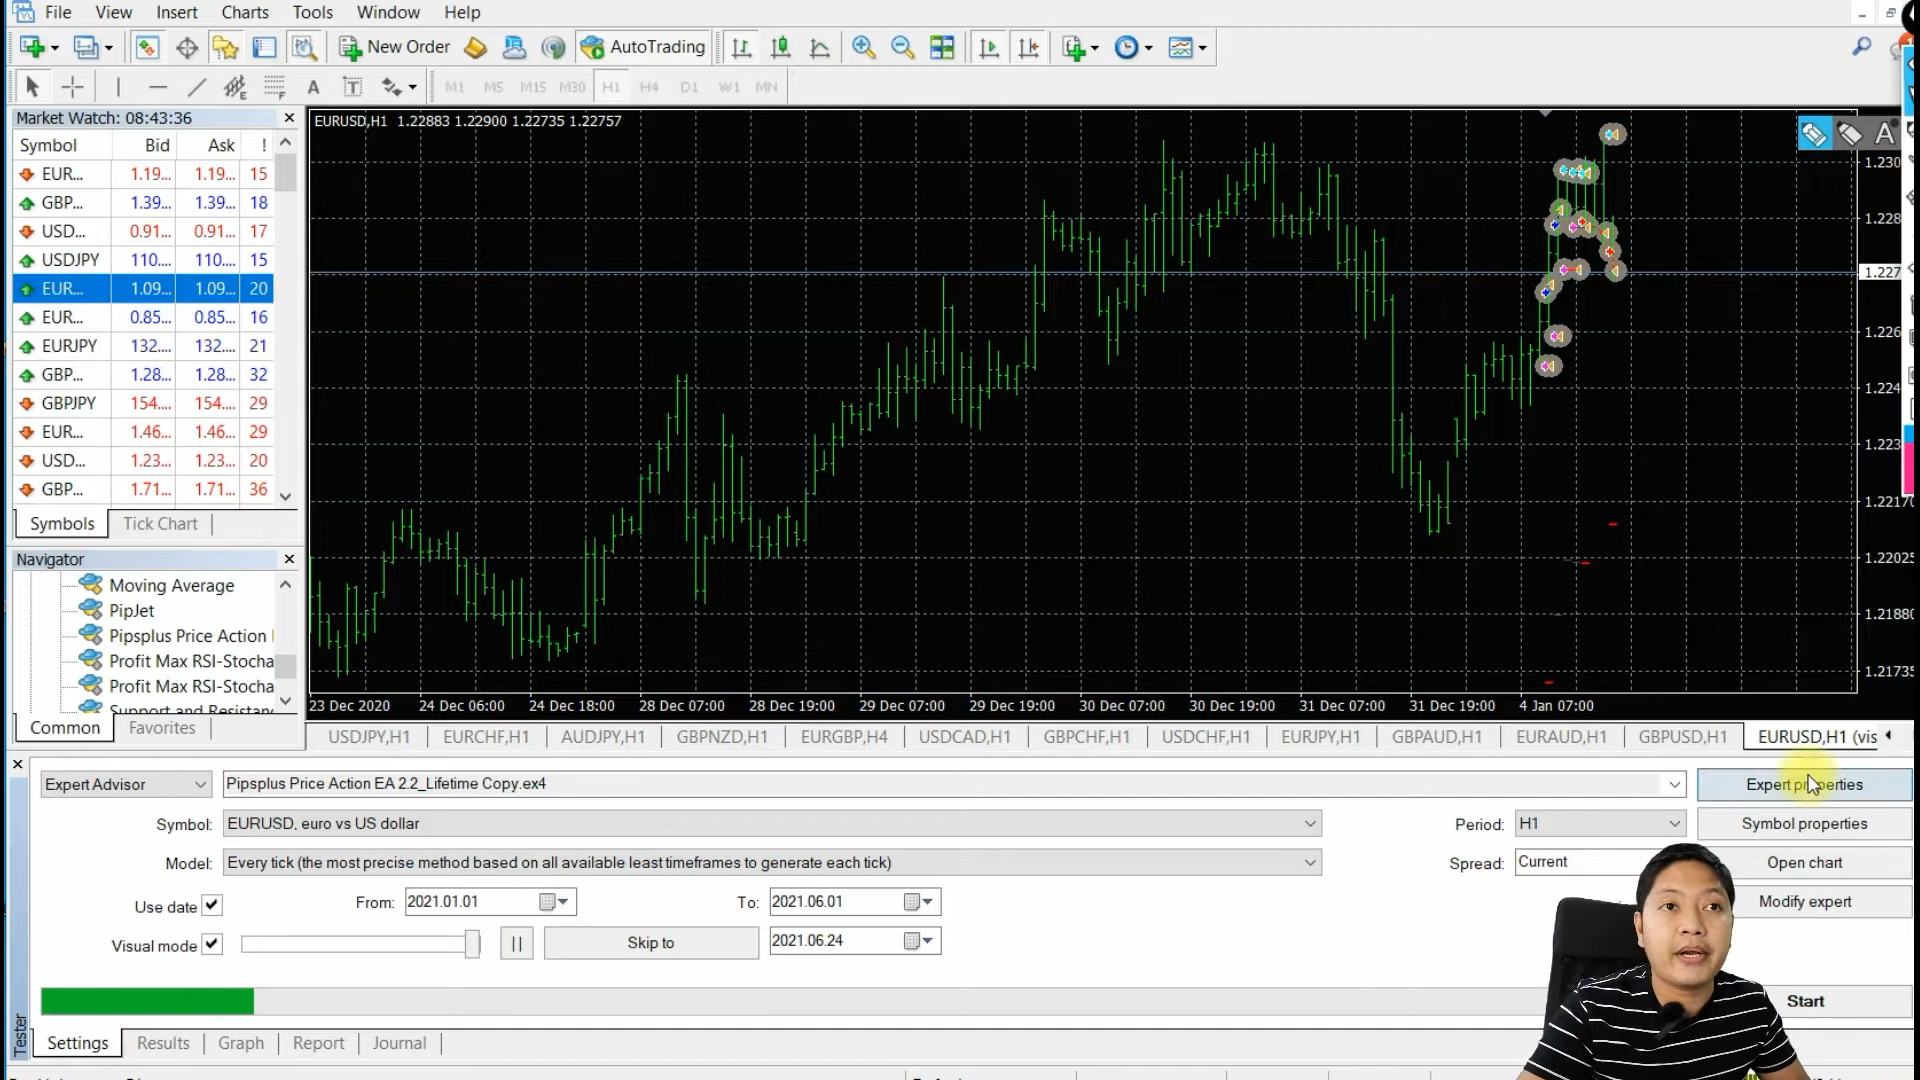 File View Insert Charts Tools Window Help
New Order AutoTrading
A T M1 M5 M15 M30 H1 H4 D1 W1 MN
Market Watch: 08:43:36
Symbol Bid Ask !
EUR... 1.19... 1.19... 15
GBP... 1.39... 1.39... 18
USD... 0.91... 0.91... 17
USDJPY 110.... 110.... 15
EUR... 1.09... 1.09... 20
EUR... 0.85... 0.85... 16
EURJPY 132.... 132.... 21
GBP... 1.28... 1.28... 32
GBPJPY 154.... 154.... 29
EUR... 1.46... 1.46... 29
USD... 1.23... 1.23... 20
GBP... 1.71... 1.71... 36
Symbols Tick Chart
Navigator
Moving Average
PipJet
Pipsplus Price Action
Profit Max RSI-Stocha
Profit Max RSI-Stocha
Support and Resistan
Common Favorites
EURUSD,H1 1.22883 1.22900 1.22735 1.22757
A
1.230
1.228
1.227
1.226
1.224
1.223
1.22170
1.22025
1.21880
1.21735
23 Dec 2020 24 Dec 06:00 24 Dec 18:00 28 Dec 07:00 28 Dec 19:00 29 Dec 07:00 29 Dec 19:00 30 Dec 07:00 30 Dec 19:00 31 Dec 07:00 31 Dec 19:00 4 Jan 07:00
USDJPY,H1 EURCHF,H1 AUDJPY,H1 GBPNZD,H1 EURGBP,H4 USDCAD,H1 GBPCHF,H1 USDCHF,H1 EURJPY,H1 GBPAUD,H1 EURAUD,H1 GBPUSD,H1 EURUSD,H1 (vis
Expert Advisor Pipsplus Price Action EA 2.2_Lifetime Copy.ex4 Expert properties
Symbol: EURUSD, euro vs US dollar Period: H1 Symbol properties
Model: Every tick (the most precise method based on all available least timeframes to generate each tick) Spread: Current Open chart
Use date From: 2021.01.01 To: 2021.06.01 Modify expert
Visual mode Skip to 2021.06.24
Start
Tester
Settings Results Graph Report Journal